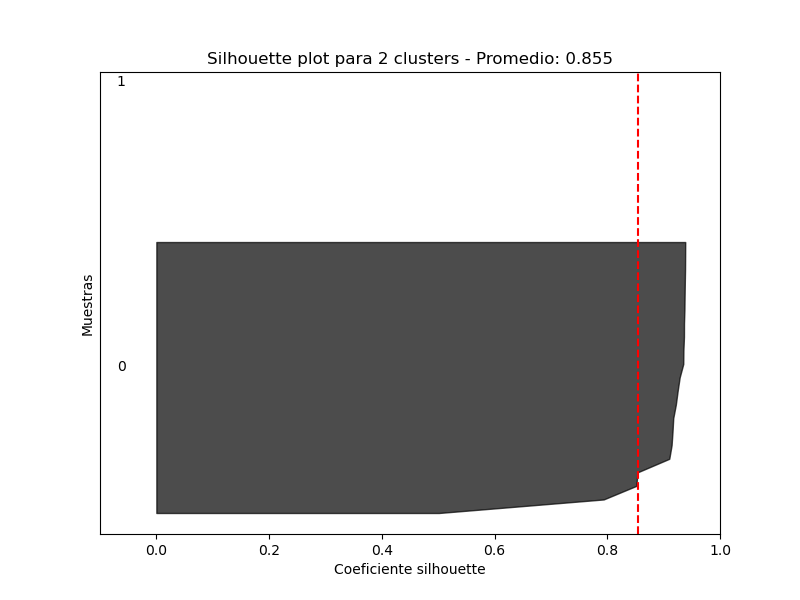 Silhouette plot para 2 clusters - Promedio: 0.855
1
0
Muestras
0.0 0.2 0.4 0.6 0.8 1.0
Coeficiente silhouette